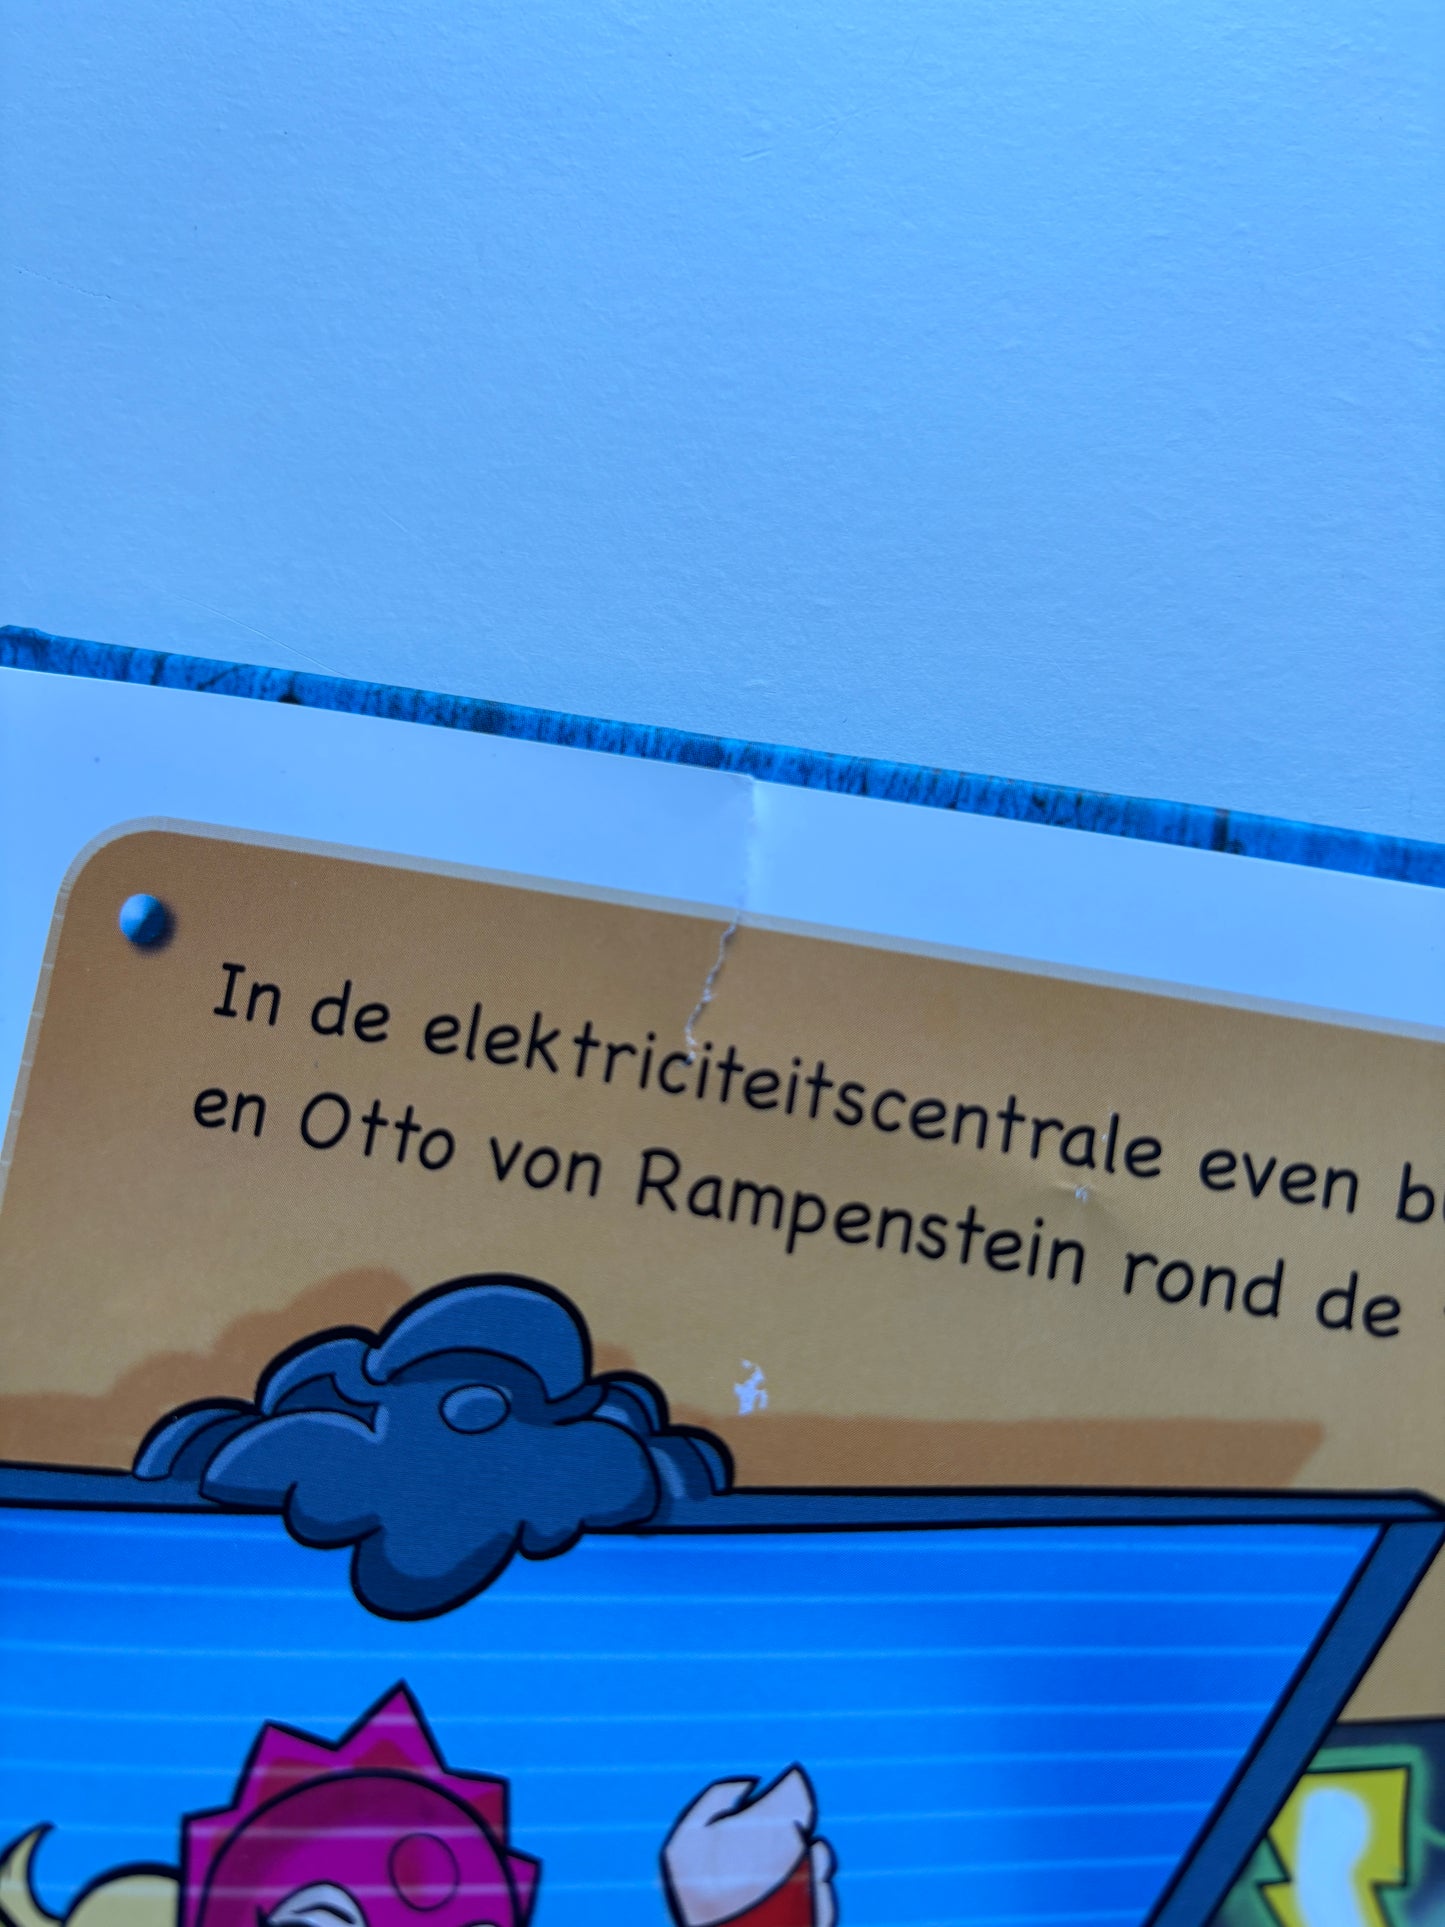 In de elektriciteitscentrale even
en Otto von Rampenstein rond de